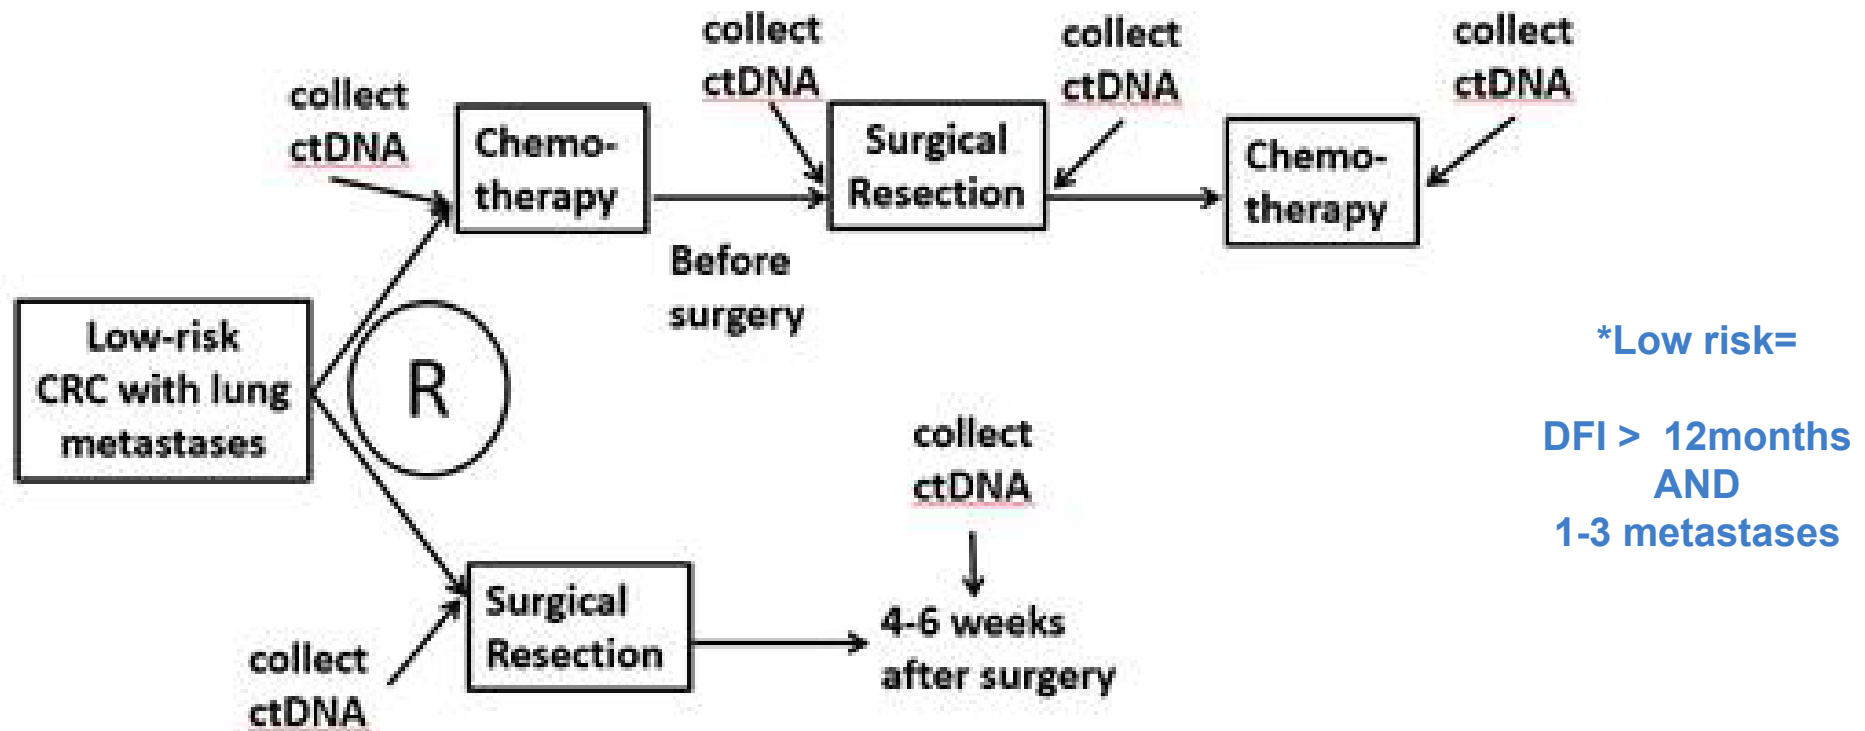 collect
ctDNA
Chemo-
therapy
collect
ctDNA
Surgical
Resection
collect
ctDNA
Chemo-
therapy
collect
ctDNA
Before
surgery
Low-risk
CRC with lung
metastases
R
*Low risk=
DFI > 12months
AND
1-3 metastases
collect
ctDNA
Surgical
Resection
collect
ctDNA
4-6 weeks
after surgery